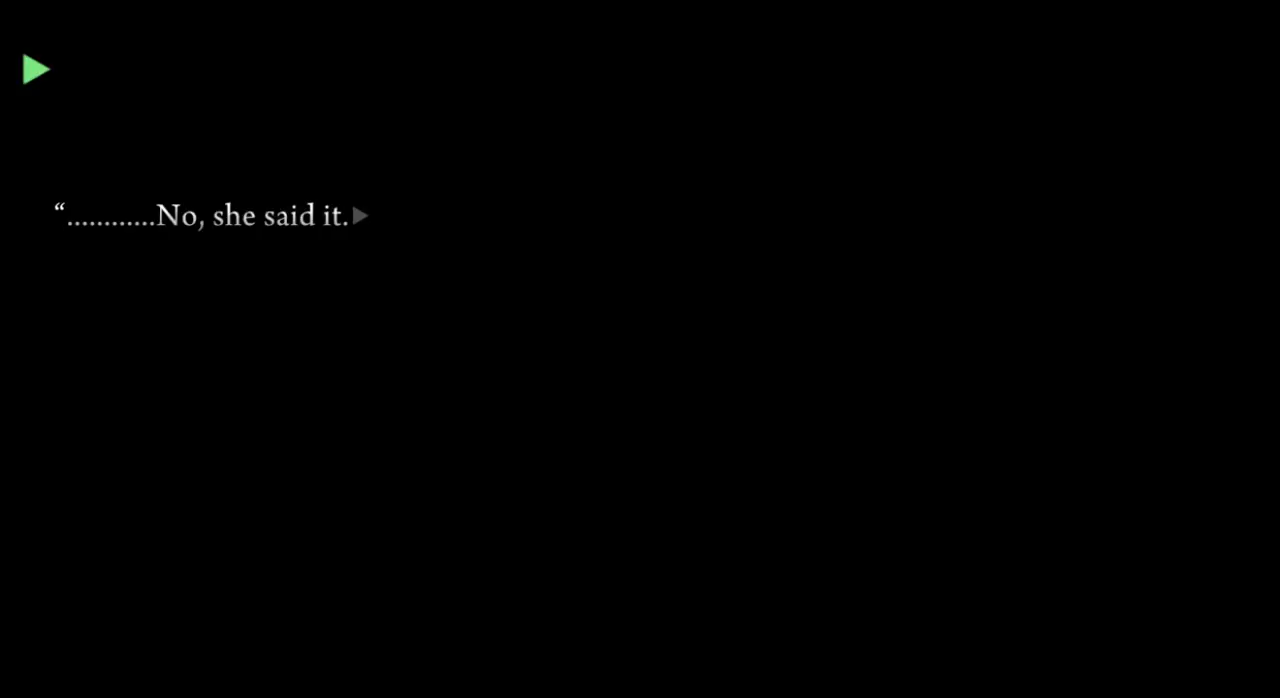 “............No, she said it.